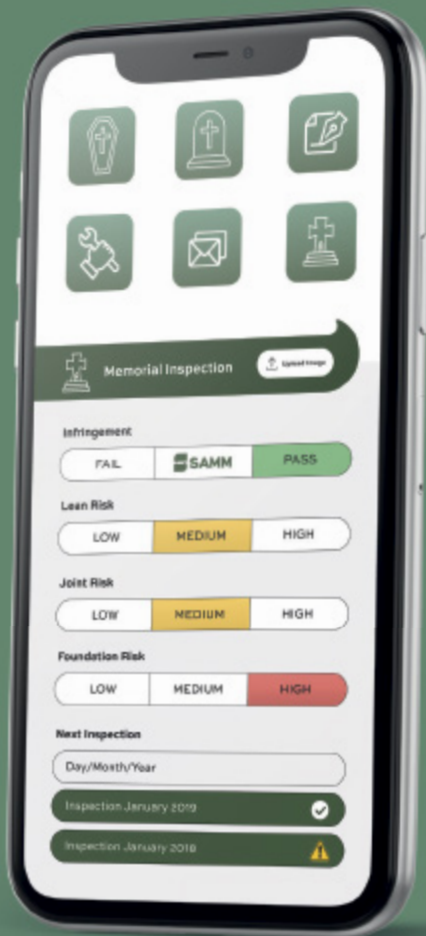 Memorial Inspection
Upload Image
Infringement
FAIL SAMM PASS
Lean Risk
LOW MEDIUM HIGH
Joint Risk
LOW MEDIUM HIGH
Foundation Risk
LOW MEDIUM HIGH
Next Inspection
Day/Month/Year
Inspection January 2019
Inspection January 2018